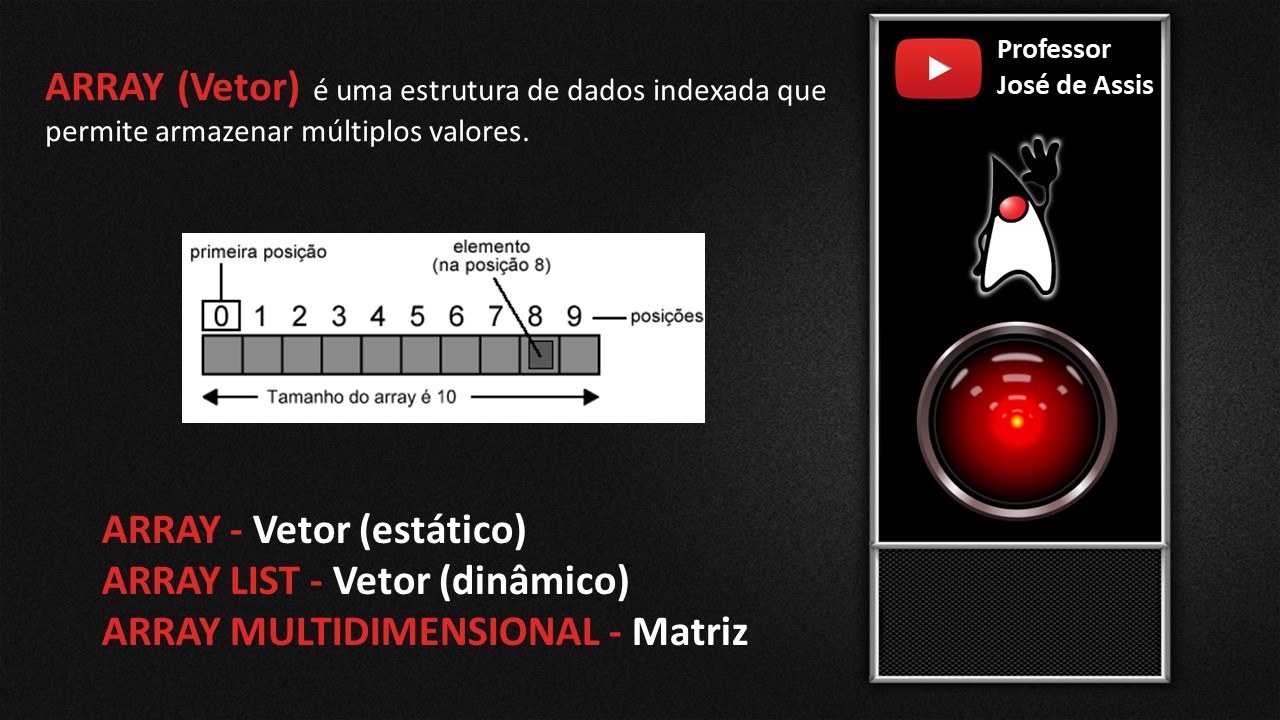 ARRAY (Vetor) é uma estrutura de dados indexada que
permite armazenar múltiplos valores.
primeira posição
elemento
(na posição 8)
0 1 2 3 4 5 6 7 8 9
posições
Tamanho do array é 10
ARRAY - Vetor (estático)
ARRAY LIST - Vetor (dinâmico)
ARRAY MULTIDIMENSIONAL - Matriz
Professor
José de Assis